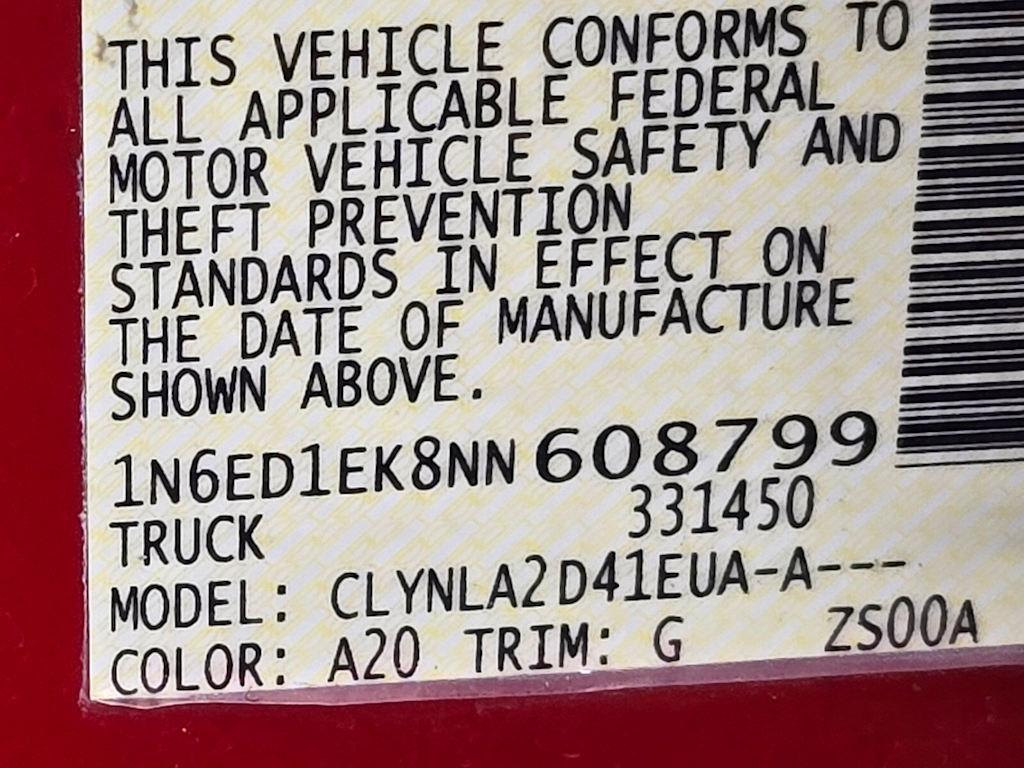 THIS VEHICLE CONFORMS TO
ALL APPLICABLE FEDERAL
MOTOR VEHICLE SAFETY AND
THEFT PREVENTION
STANDARDS IN EFFECT ON
THE DATE OF MANUFACTURE
SHOWN ABOVE.
1N6ED1EK8NN608799
TRUCK 331450
MODEL: CLYNLA2D41EUA-A---
COLOR: A20 TRIM: G ZS00A